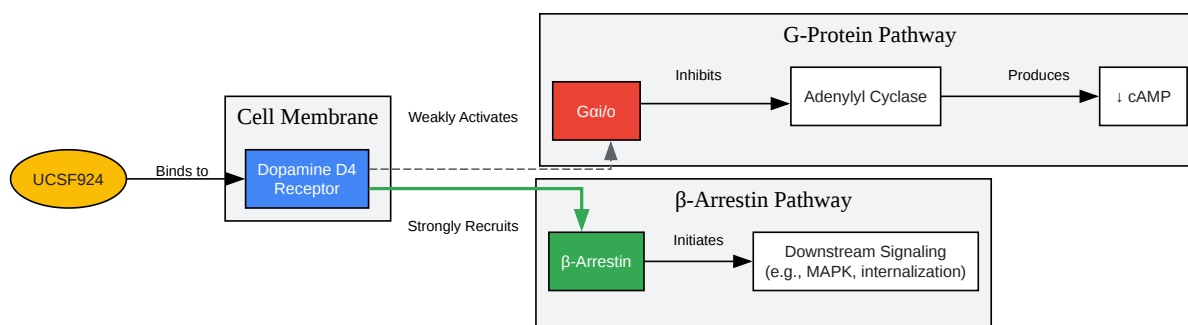 G-Protein Pathway
Inhibits
Produces
Gαi/o
Adenylyl Cyclase
↓ cAMP
Cell Membrane
Weakly Activates
UCSF924
Binds to
Dopamine D4
Receptor
Strongly Recruits
β-Arrestin Pathway
Initiates
β-Arrestin
Downstream Signaling
(e.g., MAPK, internalization)